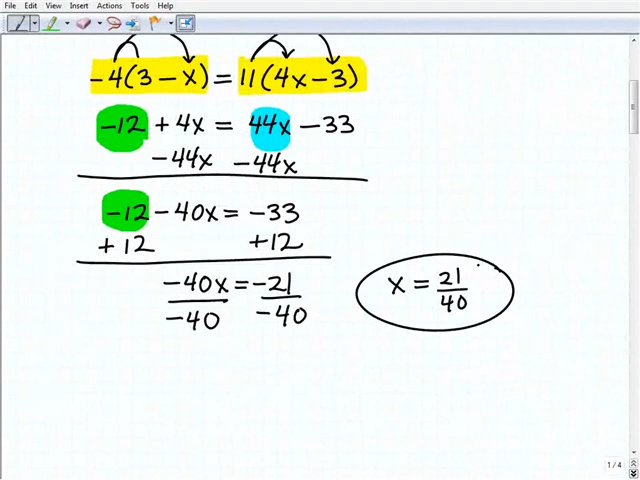 File Edit View Insert Actions Tools Help
-4(3 - x) = 11(4x - 3)
-12 + 4x = 44x - 33
-44x -44x
-12 - 40x = -33
+12 +12
-40x = -21
-40 -40
x = 21/40
1/4